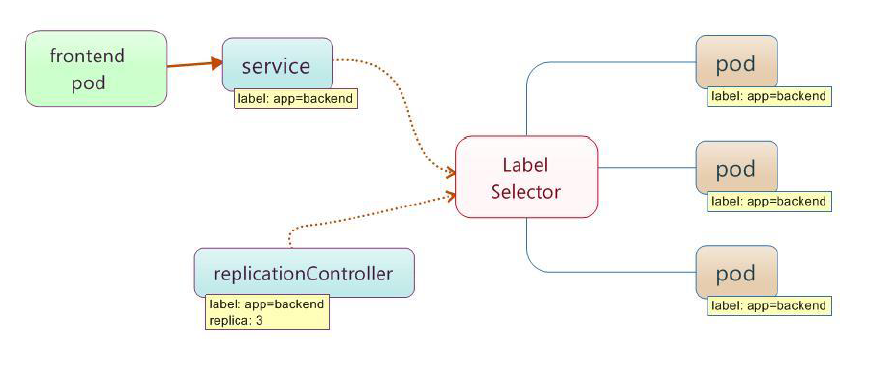 frontend
pod
service
label: app=backend
replicationController
label: app=backend
replica: 3
Label
Selector
pod
label: app=backend
pod
label: app=backend
pod
label: app=backend